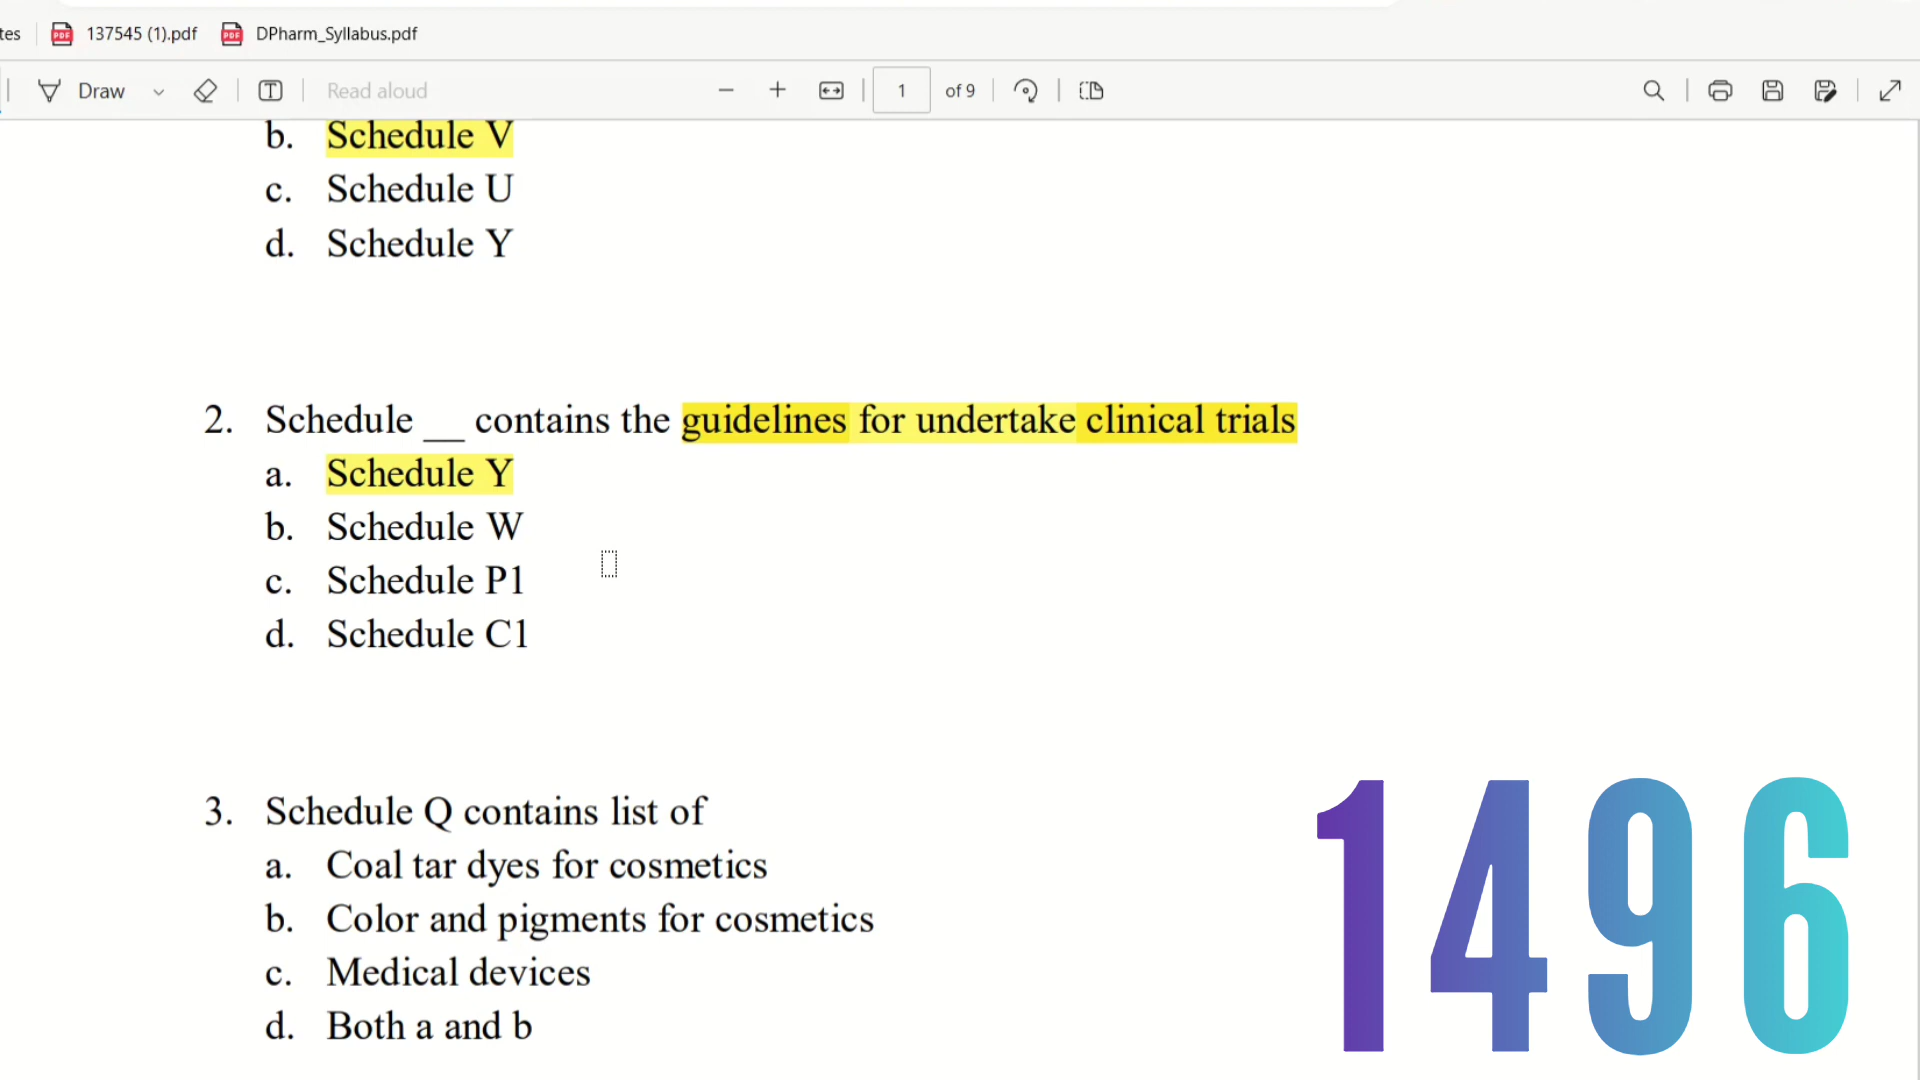 tes 137545 (1).pdf DPharm_Syllabus.pdf
Draw Read aloud 1 of 9
b. Schedule V
c. Schedule U
d. Schedule Y
2. Schedule __ contains the guidelines for undertake clinical trials
a. Schedule Y
b. Schedule W
c. Schedule P1
d. Schedule C1
3. Schedule Q contains list of
a. Coal tar dyes for cosmetics
b. Color and pigments for cosmetics
c. Medical devices
d. Both a and b
1496